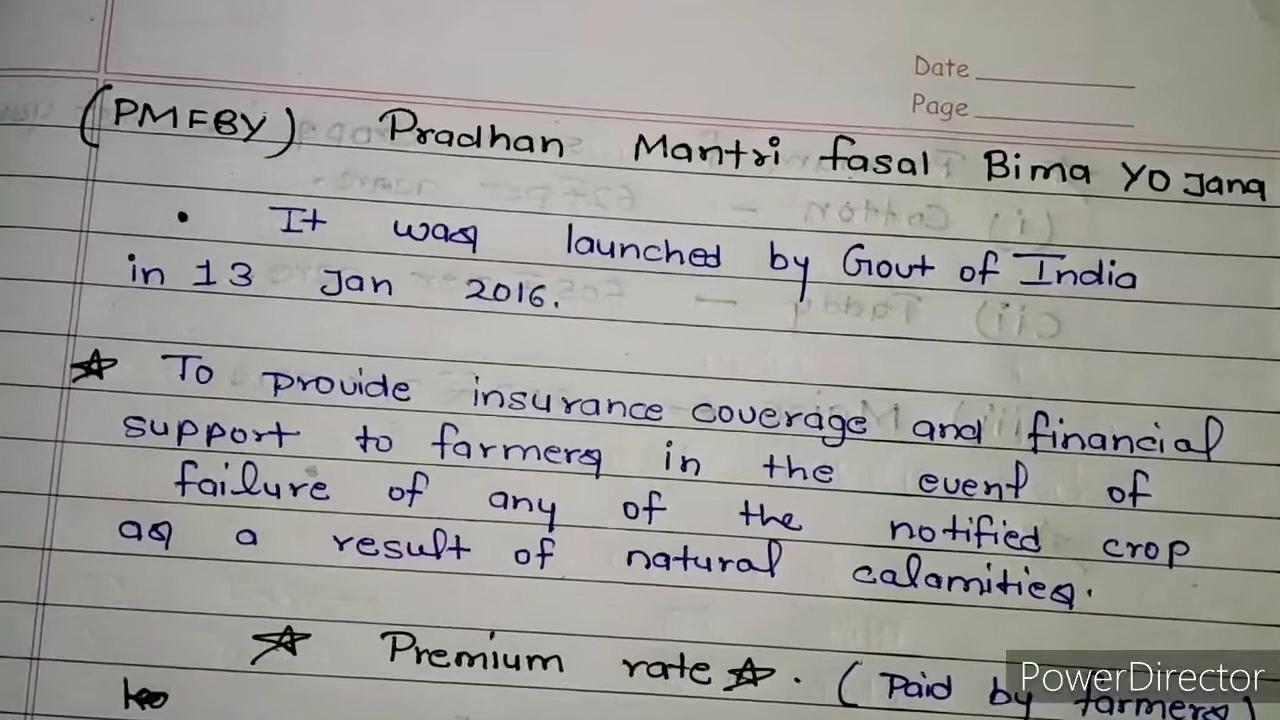 Date
Page
(PMFBY) Pradhan Mantri fasal Bima Yojana
• It was launched by Govt of India
in 13 Jan 2016.
☆ To provide insurance coverage and financial
support to farmers in the event of
failure of any of the notified crop
as a result of natural calamities.
☆ Premium rate ☆. (Paid by farmers)
PowerDirector